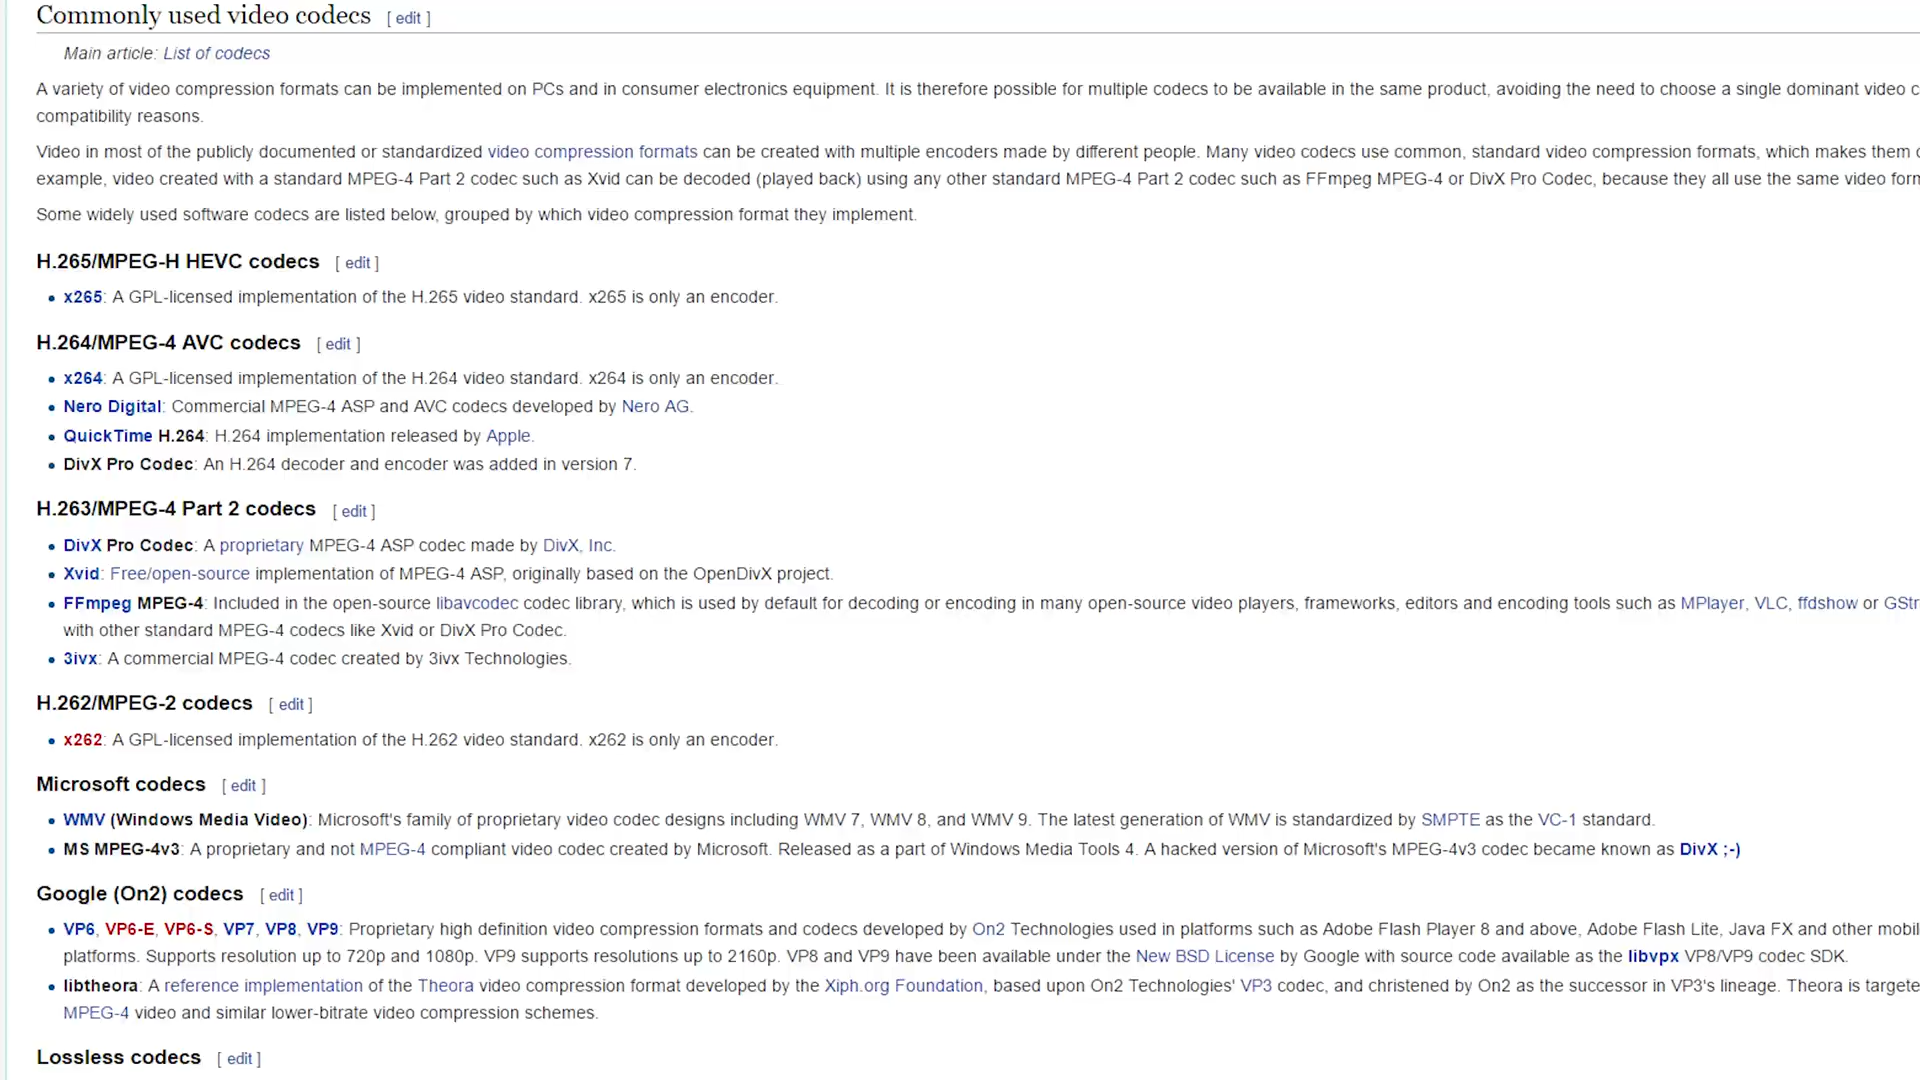 Commonly used video codecs [ edit ]
Main article: List of codecs
A variety of video compression formats can be implemented on PCs and in consumer electronics equipment. It is therefore possible for multiple codecs to be available in the same product, avoiding the need to choose a single dominant video
compatibility reasons.
Video in most of the publicly documented or standardized video compression formats can be created with multiple encoders made by different people. Many video codecs use common, standard video compression formats, which makes them
example, video created with a standard MPEG-4 Part 2 codec such as Xvid can be decoded (played back) using any other standard MPEG-4 Part 2 codec such as FFmpeg MPEG-4 or DivX Pro Codec, because they all use the same video
Some widely used software codecs are listed below, grouped by which video compression format they implement.
H.265/MPEG-H HEVC codecs [ edit ]
• x265: A GPL-licensed implementation of the H.265 video standard. x265 is only an encoder.
H.264/MPEG-4 AVC codecs [ edit ]
• x264: A GPL-licensed implementation of the H.264 video standard. x264 is only an encoder.
• Nero Digital: Commercial MPEG-4 ASP and AVC codecs developed by Nero AG.
• QuickTime H.264: H.264 implementation released by Apple.
• DivX Pro Codec: An H.264 decoder and encoder was added in version 7.
H.263/MPEG-4 Part 2 codecs [ edit ]
• DivX Pro Codec: A proprietary MPEG-4 ASP codec made by DivX, Inc.
• Xvid: Free/open-source implementation of MPEG-4 ASP, originally based on the OpenDivX project.
• FFmpeg MPEG-4: Included in the open-source libavcodec codec library, which is used by default for decoding or encoding in many open-source video players, frameworks, editors and encoding tools such as MPlayer, VLC, ffdshow or
with other standard MPEG-4 codecs like Xvid or DivX Pro Codec.
• 3ivx: A commercial MPEG-4 codec created by 3ivx Technologies.
H.262/MPEG-2 codecs [ edit ]
• x262: A GPL-licensed implementation of the H.262 video standard. x262 is only an encoder.
Microsoft codecs [ edit ]
• WMV (Windows Media Video): Microsoft's family of proprietary video codec designs including WMV 7, WMV 8, and WMV 9. The latest generation of WMV is standardized by SMPTE as the VC-1 standard.
• MS MPEG-4v3: A proprietary and not MPEG-4 compliant video codec created by Microsoft. Released as a part of Windows Media Tools 4. A hacked version of Microsoft's MPEG-4v3 codec became known as DivX ;-)
Google (On2) codecs [ edit ]
• VP6, VP6-E, VP6-S, VP7, VP8, VP9: Proprietary high definition video compression formats and codecs developed by On2 Technologies used in platforms such as Adobe Flash Player 8 and above, Adobe Flash Lite, Java FX and other
platforms. Supports resolution up to 720p and 1080p. VP9 supports resolutions up to 2160p. VP8 and VP9 have been available under the New BSD License by Google with source code available as the libvpx VP8/VP9 codec SDK.
• libtheora: A reference implementation of the Theora video compression format developed by the Xiph.org Foundation, based upon On2 Technologies' VP3 codec, and christened by On2 as the successor in VP3's lineage. Theora is
MPEG-4 video and similar lower-bitrate video compression schemes.
Lossless codecs [ edit ]